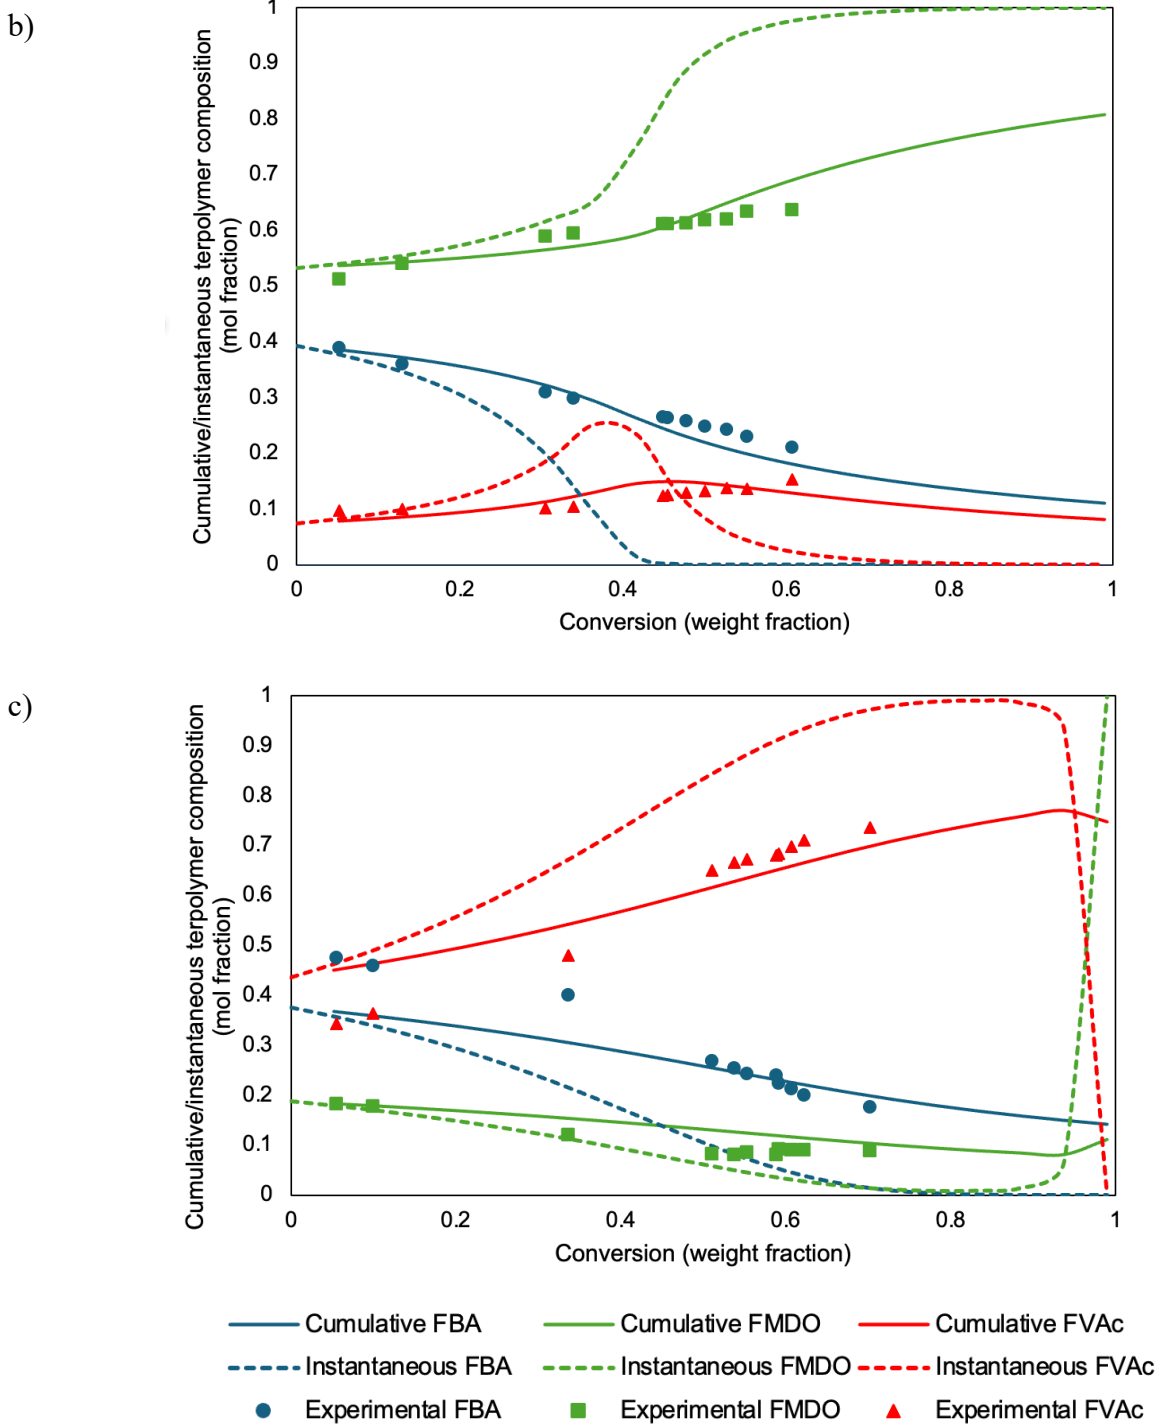 b)
Cumulative/instantaneous terpolymer composition
(mol fraction)
1
0.9
0.8
0.7
0.6
0.5
0.4
0.3
0.2
0.1
0
0 0.2 0.4 0.6 0.8 1
Conversion (weight fraction)
c)
Cumulative/instantaneous terpolymer composition
(mol fraction)
1
0.9
0.8
0.7
0.6
0.5
0.4
0.3
0.2
0.1
0
0 0.2 0.4 0.6 0.8 1
Conversion (weight fraction)
Cumulative FBA Cumulative FMDO Cumulative FVAc
Instantaneous FBA Instantaneous FMDO Instantaneous FVAc
Experimental FBA Experimental FMDO Experimental FVAc